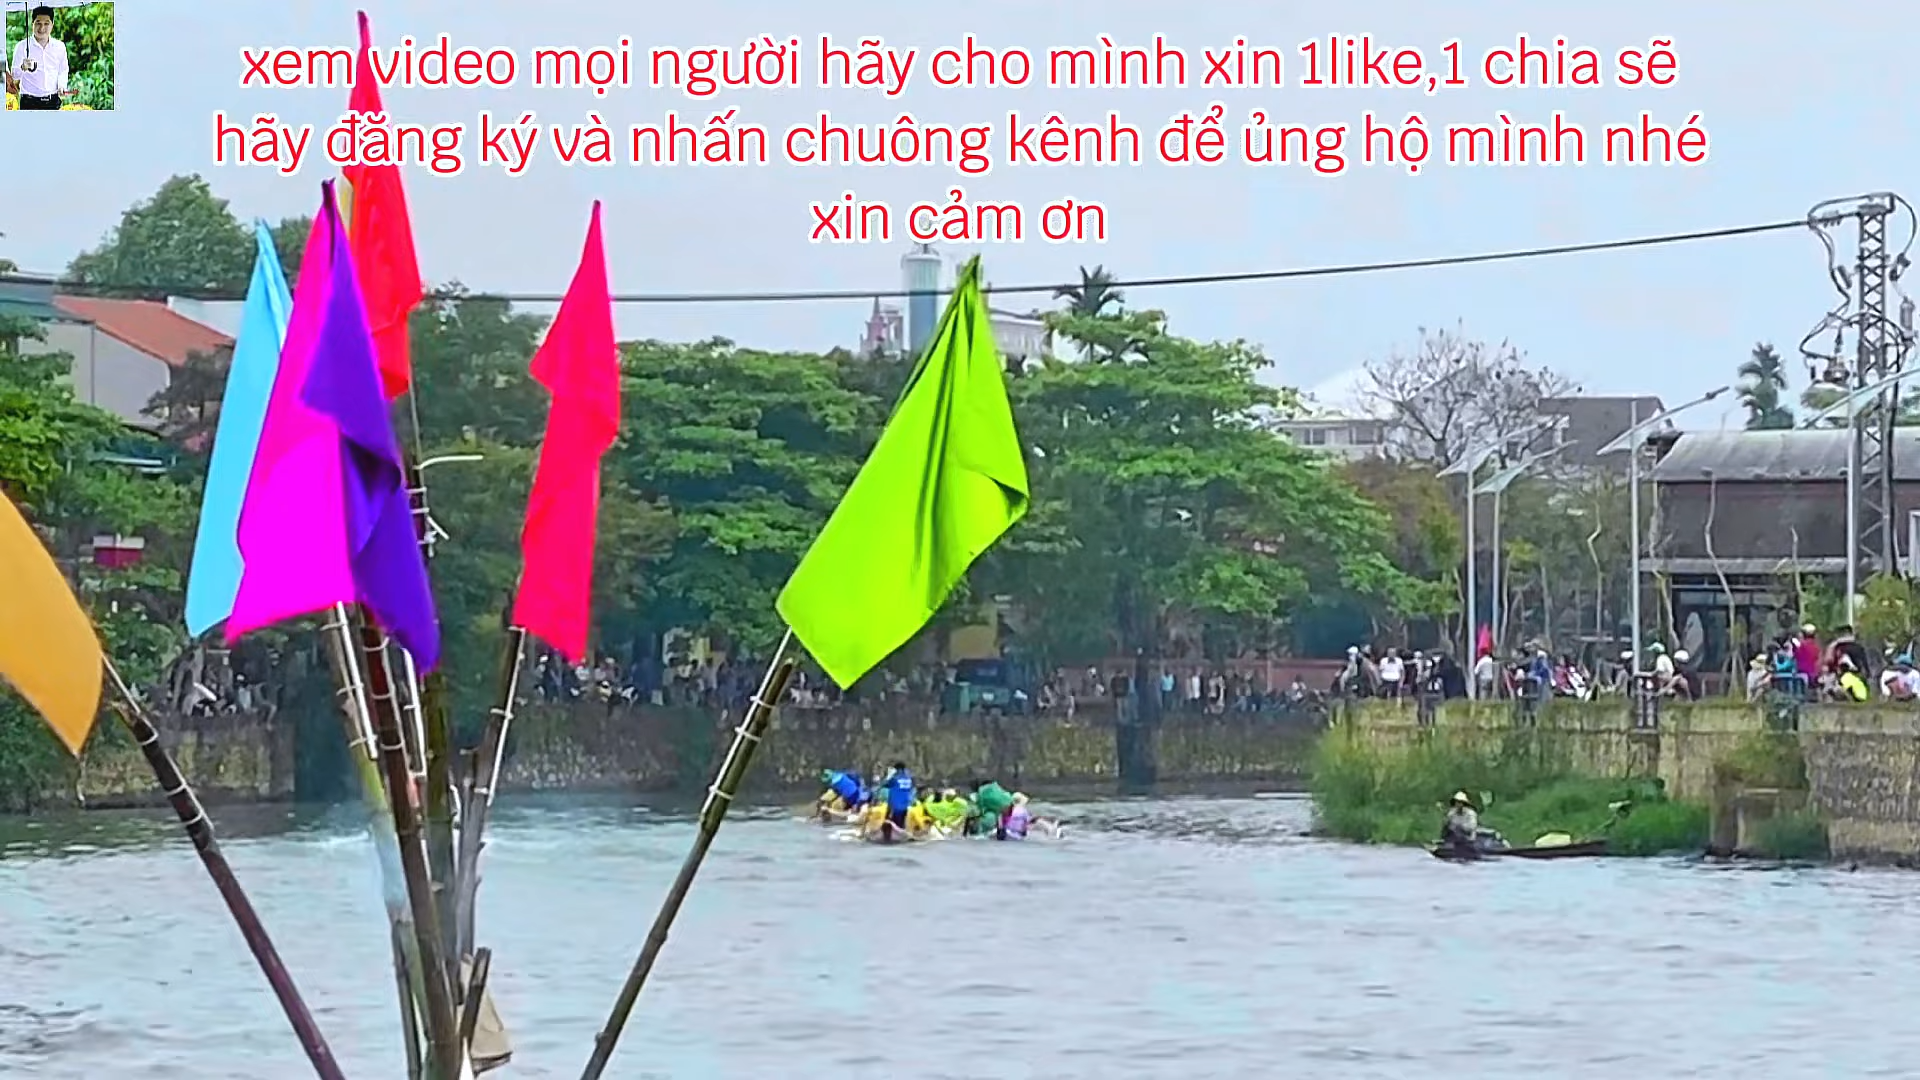 xem video mọi người hãy cho mình xin 1like,1 chia sẽ
hãy đăng ký và nhấn chuông kênh để ủng hộ mình nhé
xin cảm ơn